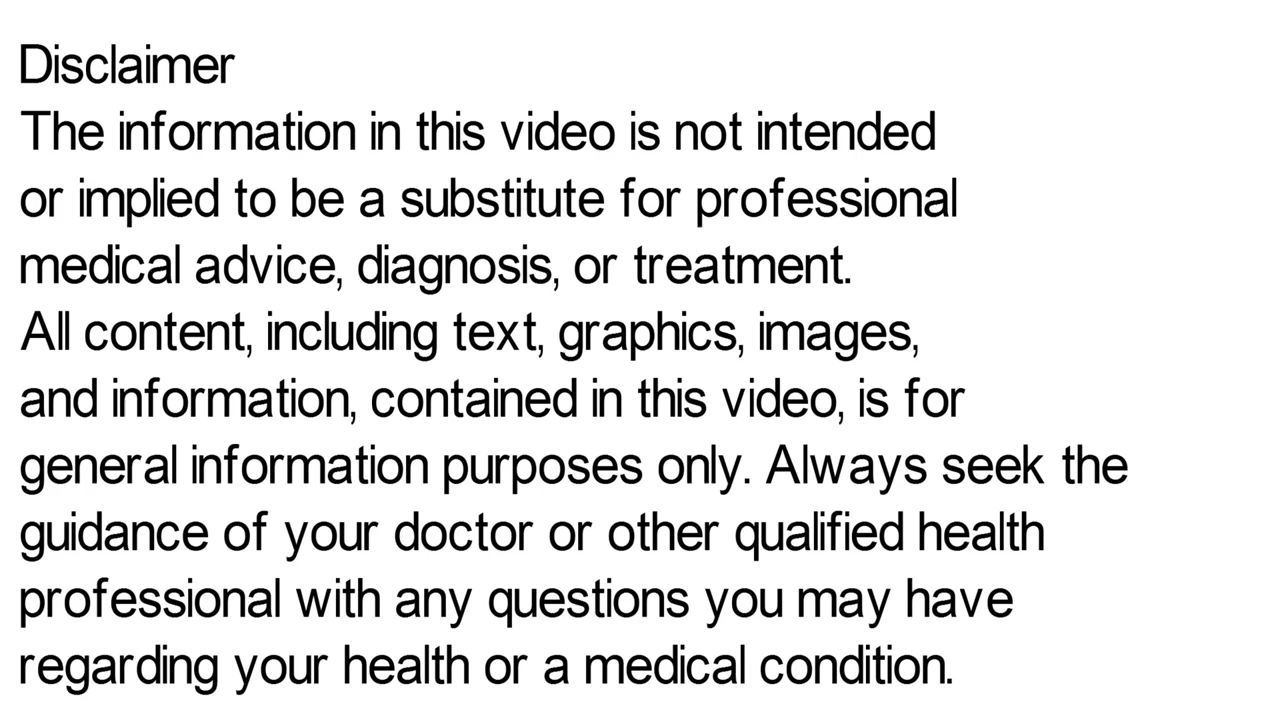 Disclaimer
The information in this video is not intended
or implied to be a substitute for professional
medical advice, diagnosis, or treatment.
All content, including text, graphics, images,
and information, contained in this video, is for
general information purposes only. Always seek the
guidance of your doctor or other qualified health
professional with any questions you may have
regarding your health or a medical condition.